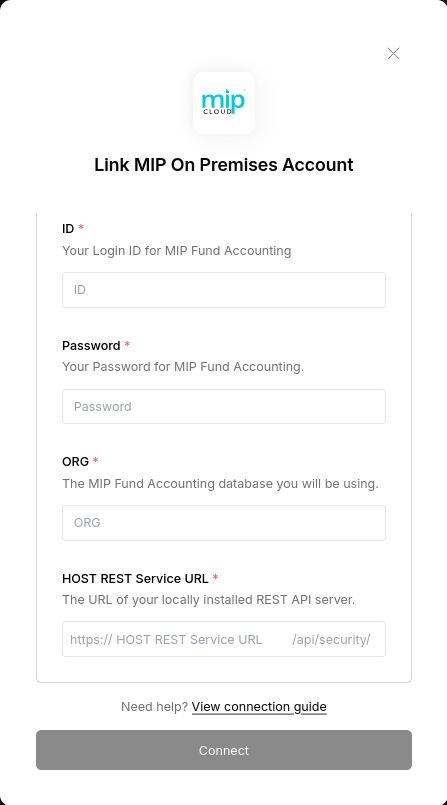 mip
CLOUD
Link MIP On Premises Account
ID *
Your Login ID for MIP Fund Accounting
ID
Password *
Your Password for MIP Fund Accounting.
Password
ORG *
The MIP Fund Accounting database you will be using.
ORG
HOST REST Service URL *
The URL of your locally installed REST API server.
https:// HOST REST Service URL /api/security/
Need help? View connection guide
Connect